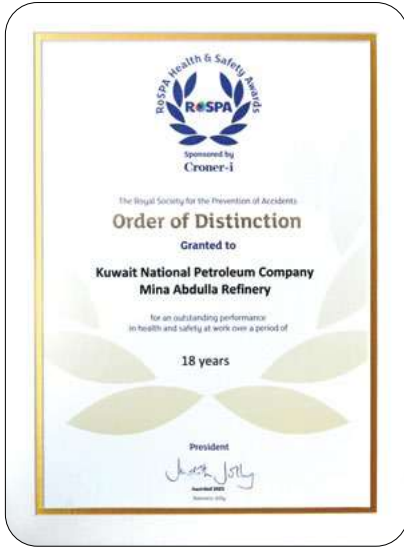 RoSPA Health & Safety Awards
RoSPA
Sponsored by
Croner-i
The Royal Society for the Prevention of Accidents
Order of Distinction
Granted to
Kuwait National Petroleum Company
Mina Abdulla Refinery
for an outstanding performance
in health and safety at work over a period of
18 years
President
Judith Jolly